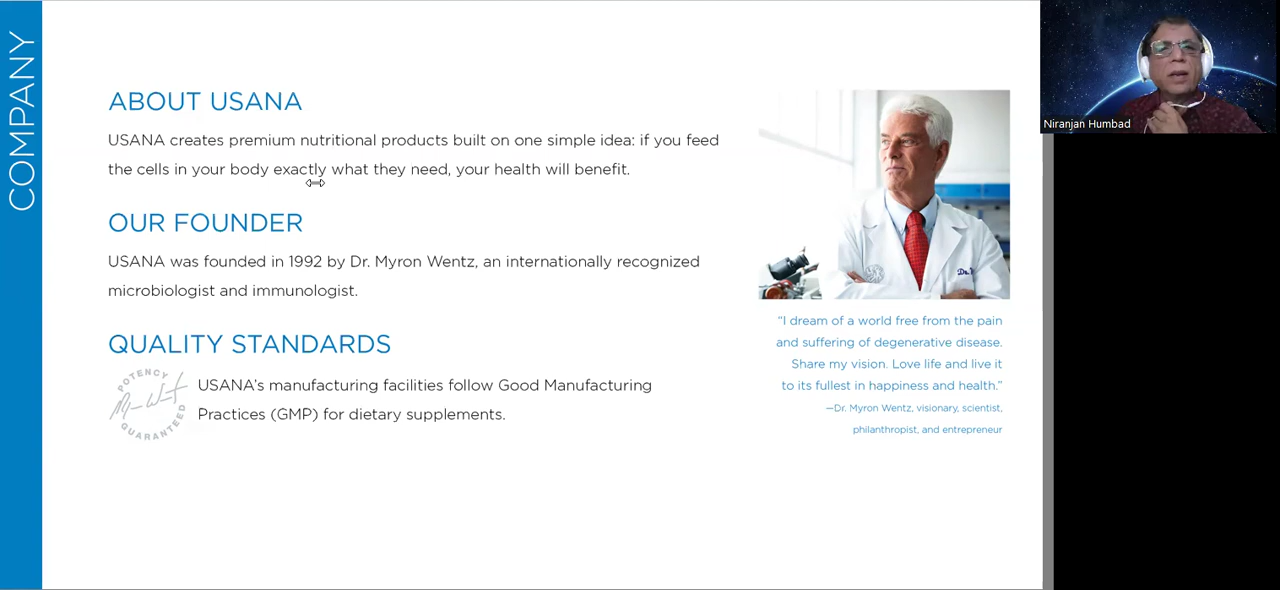 COMPANY
ABOUT USANA
USANA creates premium nutritional products built on one simple idea: if you feed
the cells in your body exactly what they need, your health will benefit.
OUR FOUNDER
USANA was founded in 1992 by Dr. Myron Wentz, an internationally recognized
microbiologist and immunologist.
QUALITY STANDARDS
POTENCY
GUARANTEED
USANA's manufacturing facilities follow Good Manufacturing
Practices (GMP) for dietary supplements.
Dr.
“I dream of a world free from the pain
and suffering of degenerative disease.
Share my vision. Love life and live it
to its fullest in happiness and health.”
—Dr. Myron Wentz, visionary, scientist,
philanthropist, and entrepreneur
Niranjan Humbad